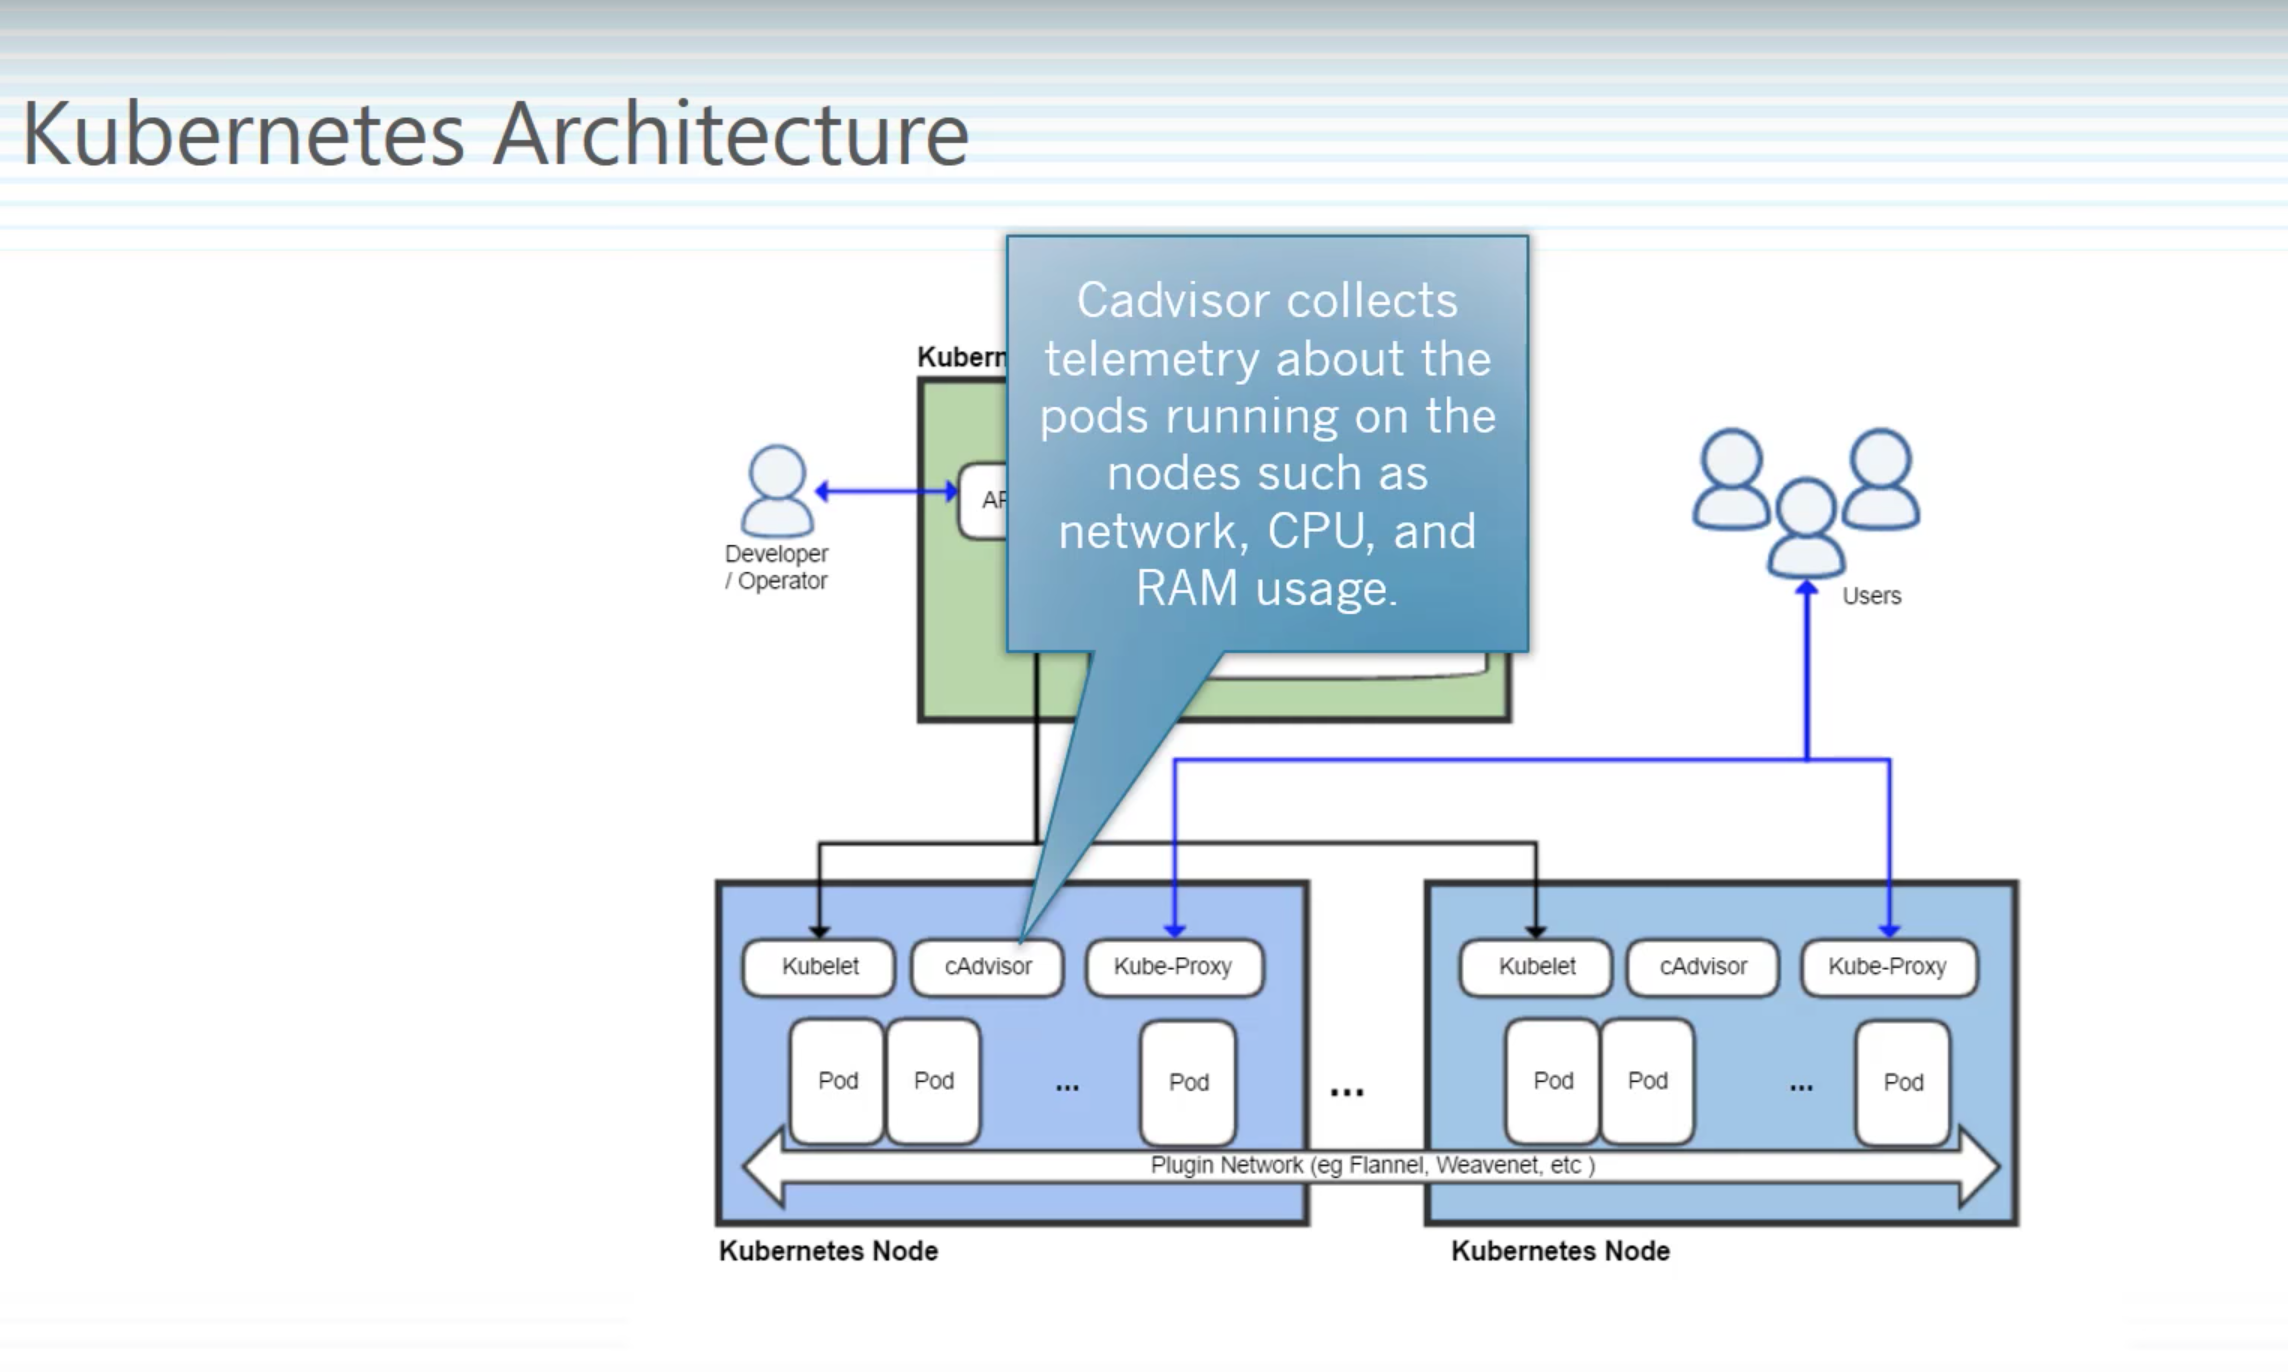 Kubernetes Architecture
Cadvisor collects
telemetry about the
pods running on the
nodes such as
network, CPU, and
RAM usage.
Developer
/ Operator
Users
Kubelet
cAdvisor
Kube-Proxy
Kubelet
cAdvisor
Kube-Proxy
Pod
Pod
...
Pod
...
Pod
Pod
...
Pod
Plugin Network (eg Flannel, Weavenet, etc )
Kubernetes Node
Kubernetes Node